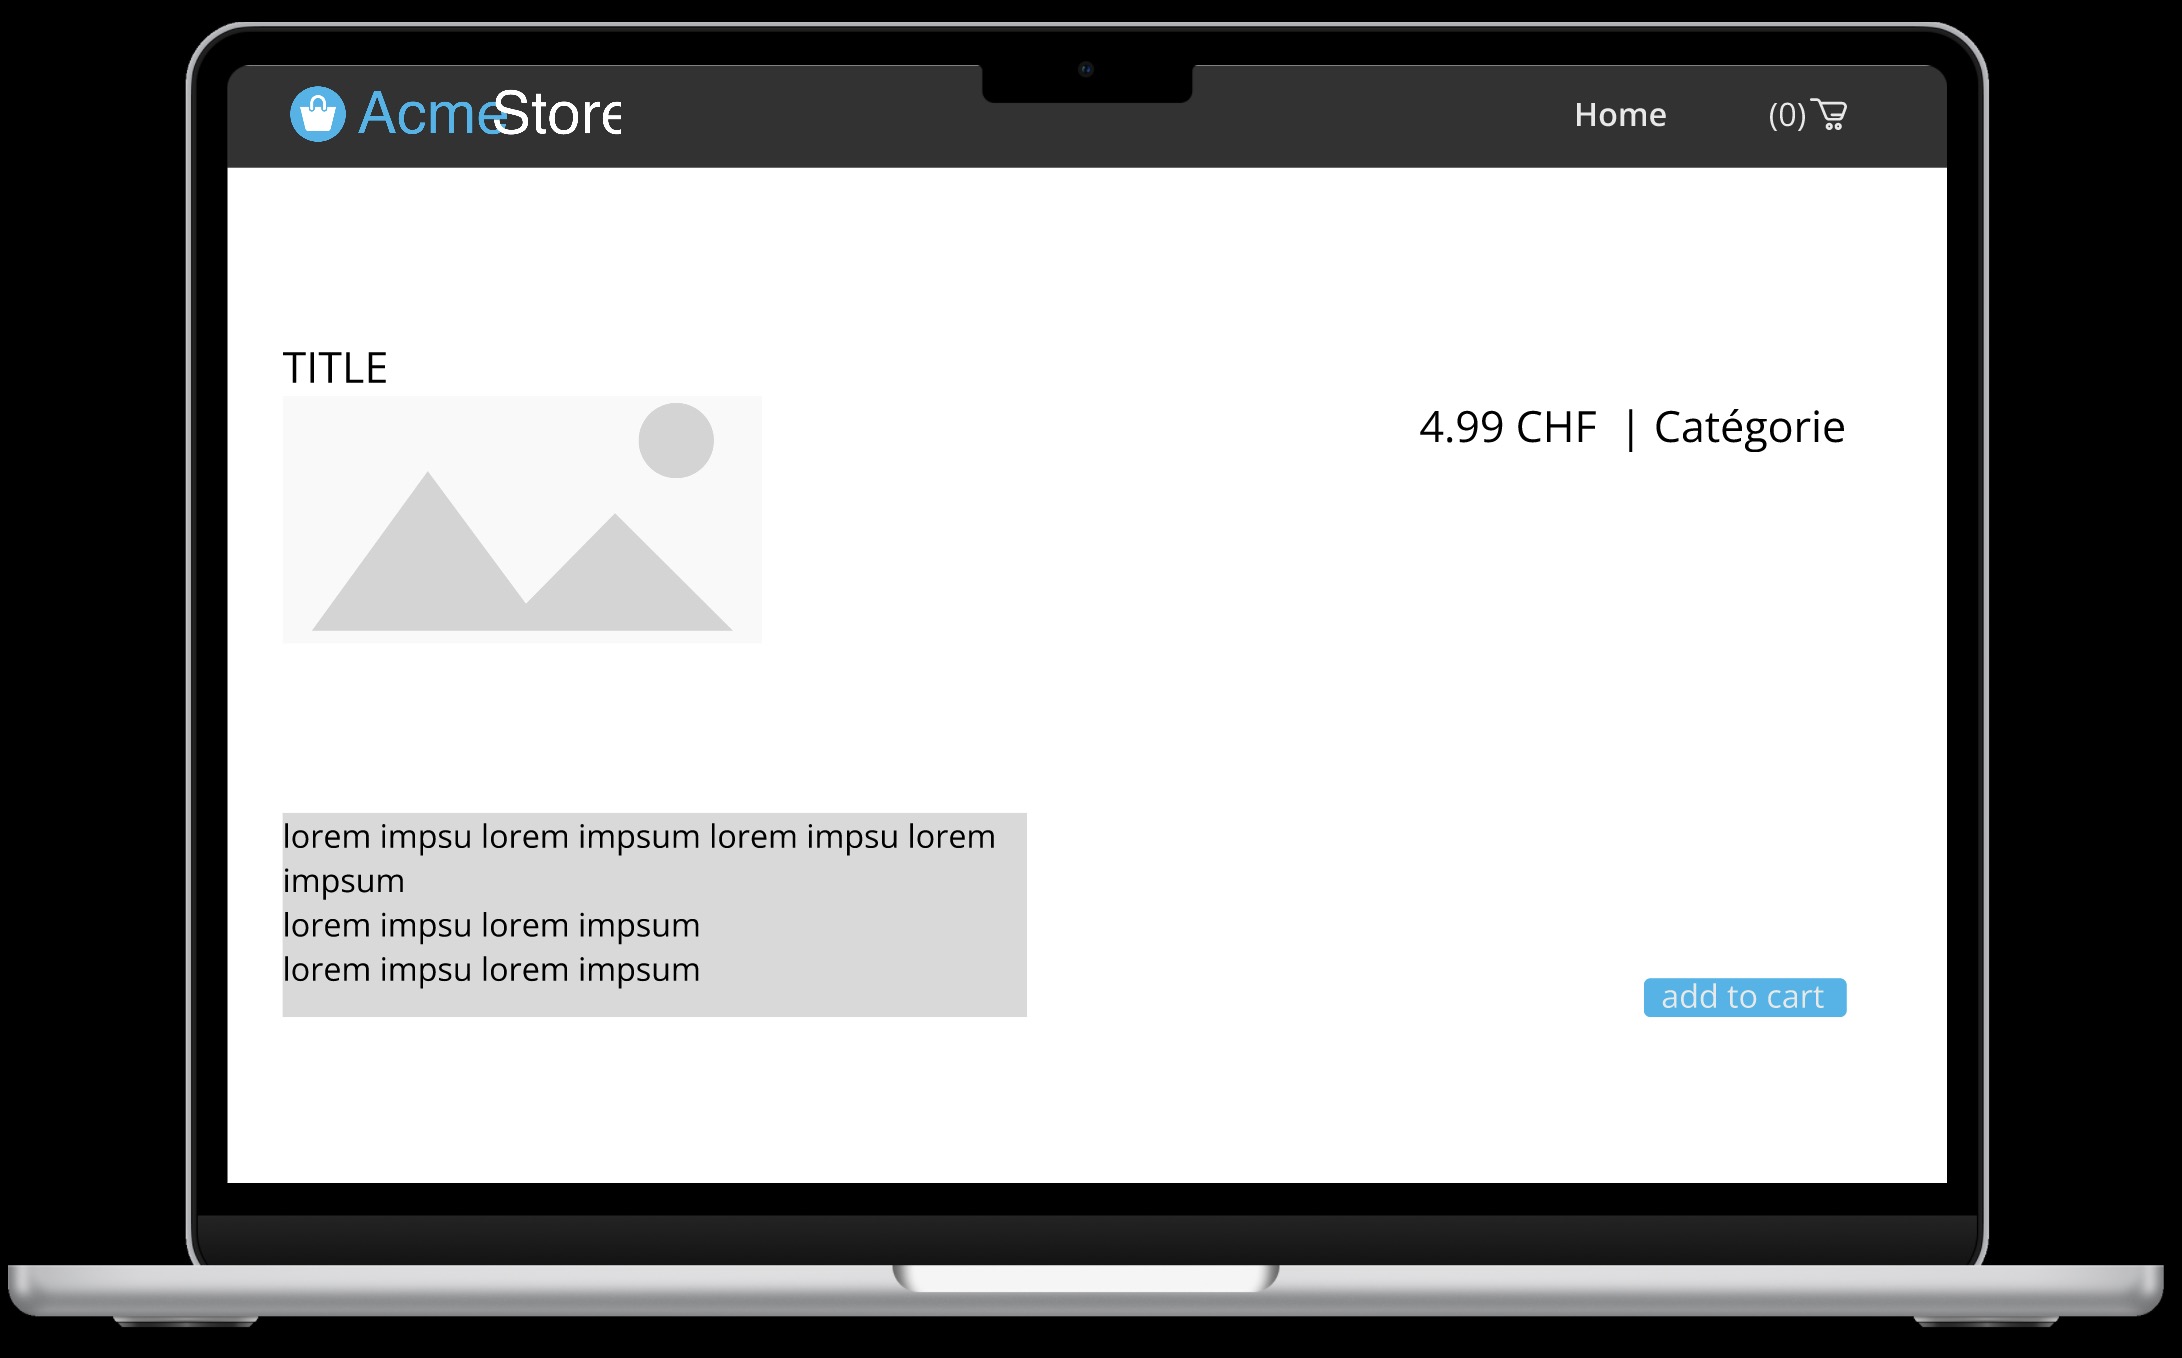 AcmeStore
Home
(0)
TITLE
4.99 CHF | Catégorie
lorem impsu lorem impsum lorem impsu lorem
impsum
lorem impsu lorem impsum
lorem impsu lorem impsum
add to cart